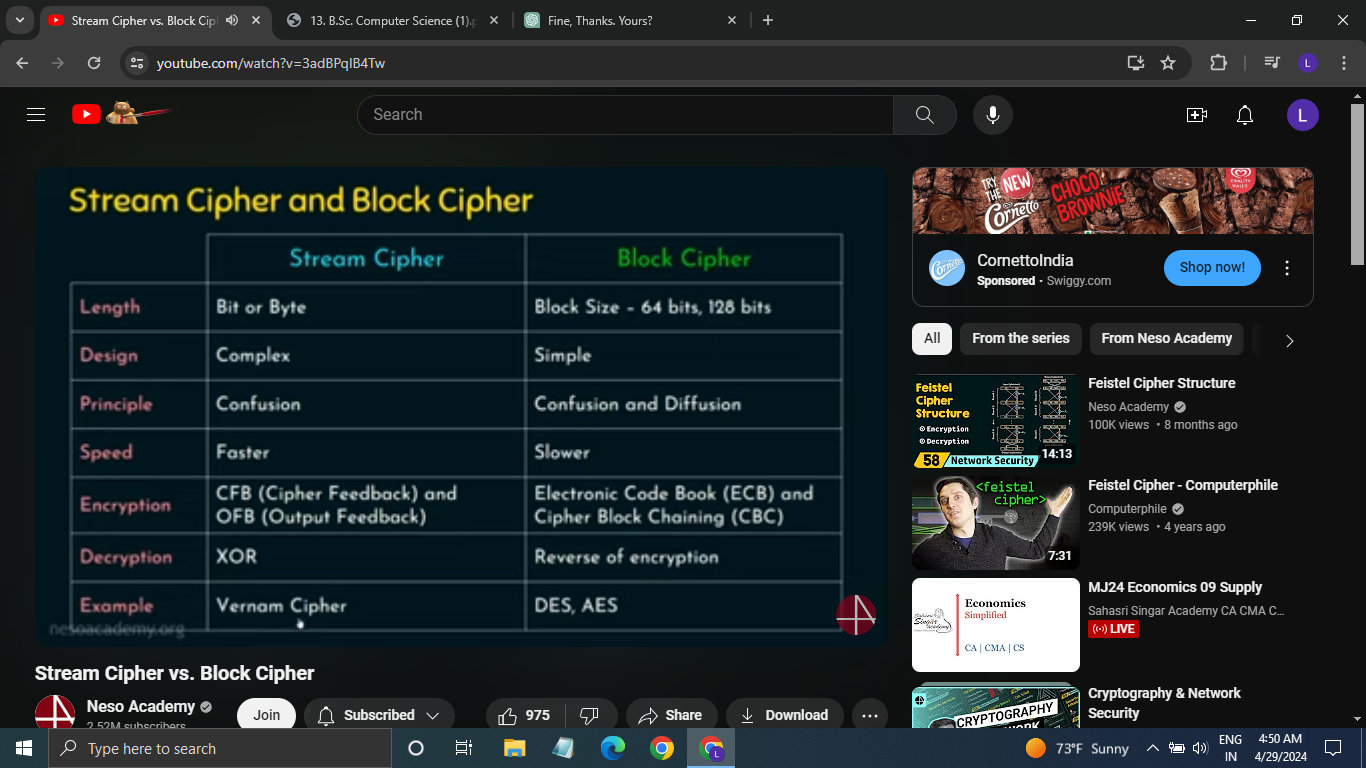 Stream Cipher vs. Block Cip
13. B.Sc. Computer Science (1).p
Fine, Thanks. Yours?
youtube.com/watch?v=3adBPqlB4Tw
L
Search
L
Stream Cipher and Block Cipher
Stream Cipher Block Cipher
Length Bit or Byte Block Size - 64 bits, 128 bits
Design Complex Simple
Principle Confusion Confusion and Diffusion
Speed Faster Slower
Encryption CFB (Cipher Feedback) and OFB (Output Feedback) Electronic Code Book (ECB) and Cipher Block Chaining (CBC)
Decryption XOR Reverse of encryption
Example Vernam Cipher DES, AES
nesoacademy.org
Stream Cipher vs. Block Cipher
Neso Academy
2.52M subscribers
Join
Subscribed
975
Share
Download
TRY THE NEW Cornetto CHOCO BROWNIE
KWALITY WALL'S
Cornetto
CornettoIndia
Sponsored · Swiggy.com
Shop now!
All From the series From Neso Academy
Feistel Cipher Structure
Encryption
Decryption
58 Network Security
14:13
Feistel Cipher Structure
Neso Academy
100K views • 8 months ago
<feistel cipher>
7:31
Feistel Cipher - Computerphile
Computerphile
239K views • 4 years ago
Economics
Simplified
CA | CMA | CS
MJ24 Economics 09 Supply
Sahasri Singar Academy CA CMA C...
LIVE
CRYPTOGRAPHY
Cryptography & Network
Security
Type here to search
L
73°F Sunny
ENG
IN
4:50 AM
4/29/2024